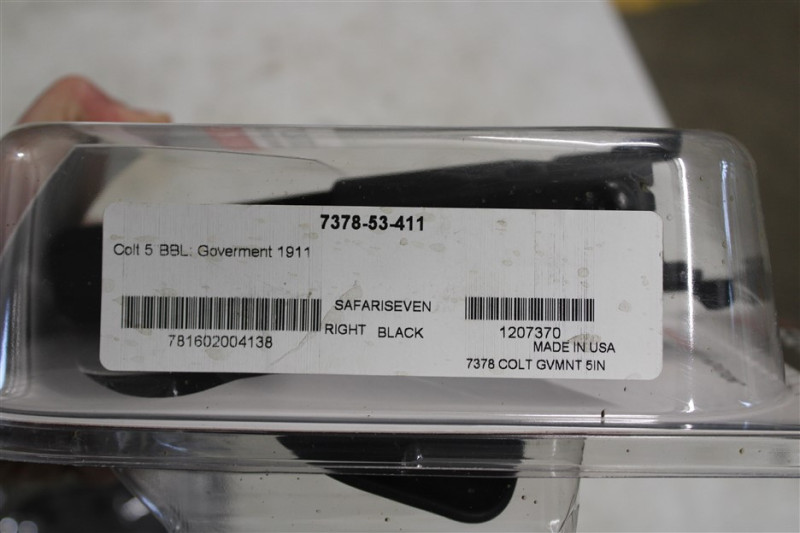 7378-53-411
Colt 5 BBL: Goverment 1911
SAFARISEVEN
RIGHT BLACK
781602004138
1207370
MADE IN USA
7378 COLT GVMNT 5IN